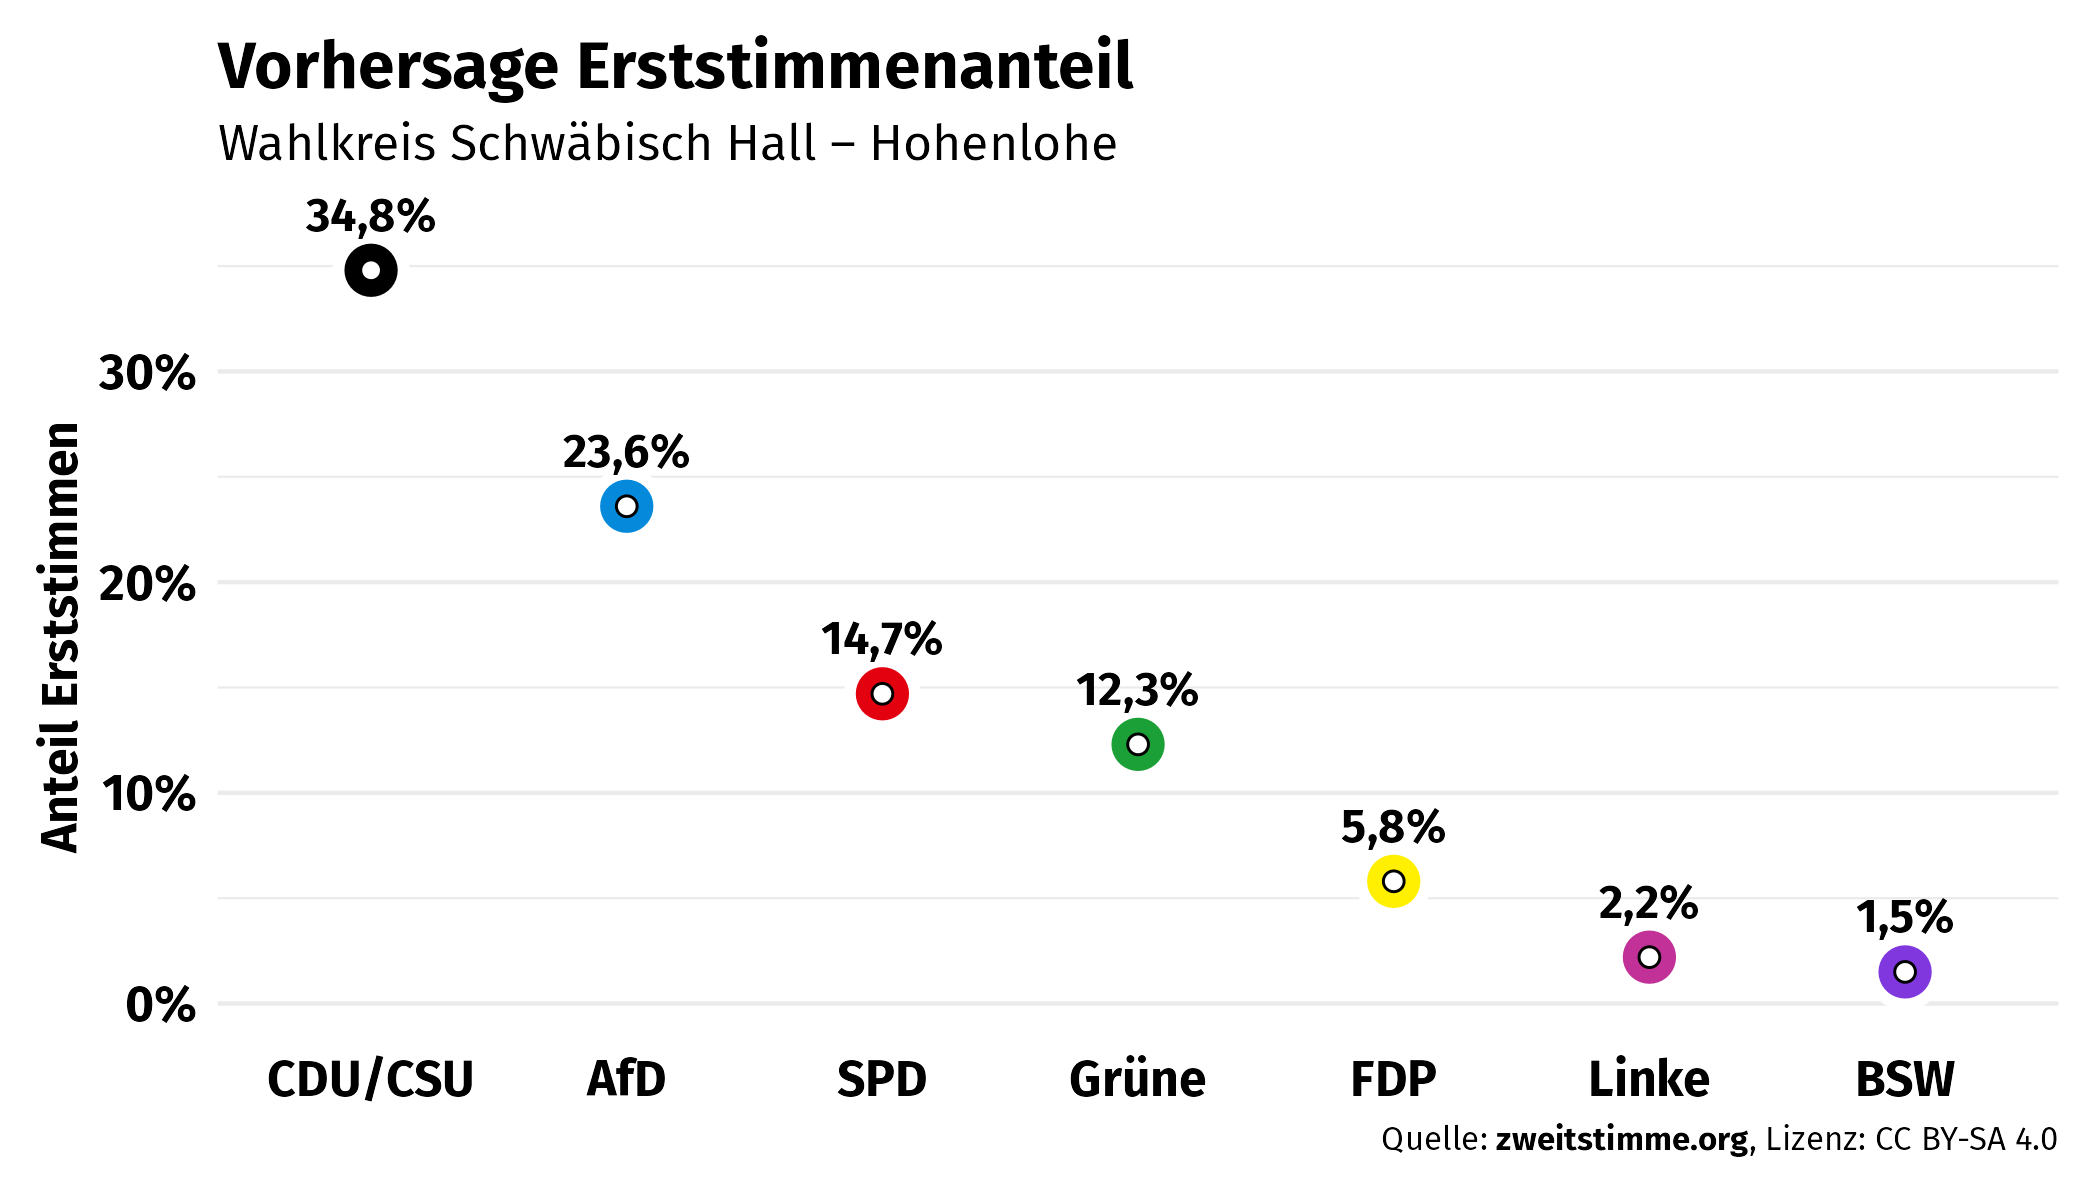 Vorhersage Erststimmenanteil
Wahlkreis Schwäbisch Hall – Hohenlohe
34,8%
30%
23,6%
20%
14,7%
12,3%
10%
5,8%
2,2%
1,5%
0%
Anteil Erststimmen
CDU/CSU AfD SPD Grüne FDP Linke BSW
Quelle: zweitstimme.org, Lizenz: CC BY-SA 4.0